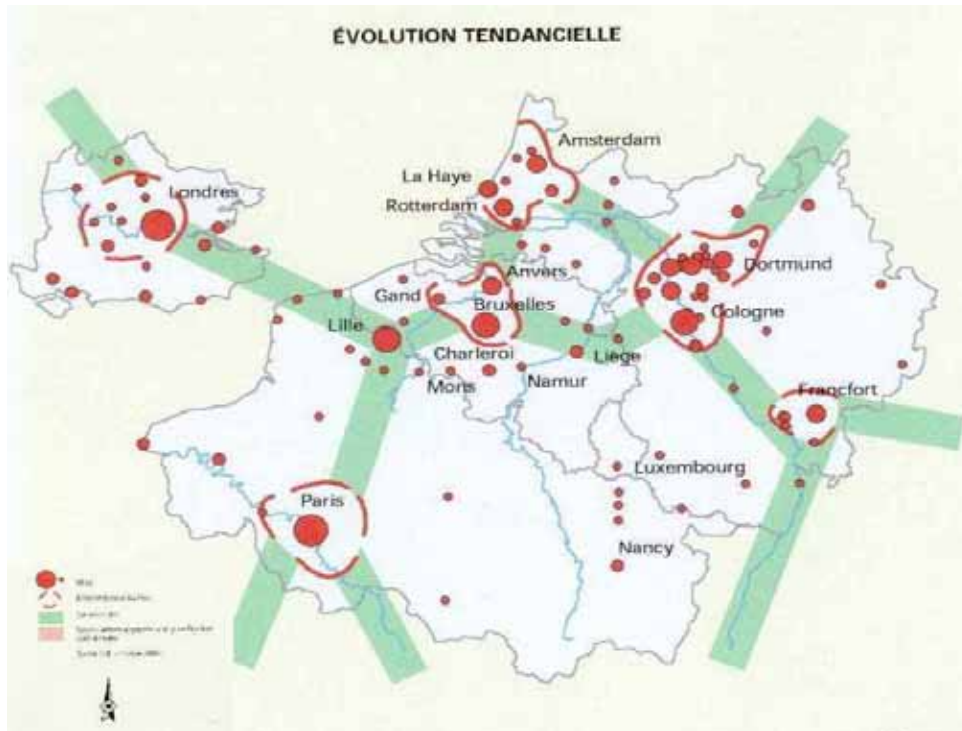 ÉVOLUTION TENDANCIELLE
Amsterdam
La Haye
Londres
Rotterdam
Anvers
Dortmund
Gand
Bruxelles
Cologne
Lille
Charleroi
Liège
Mons
Namur
Francfort
Luxembourg
Paris
Nancy